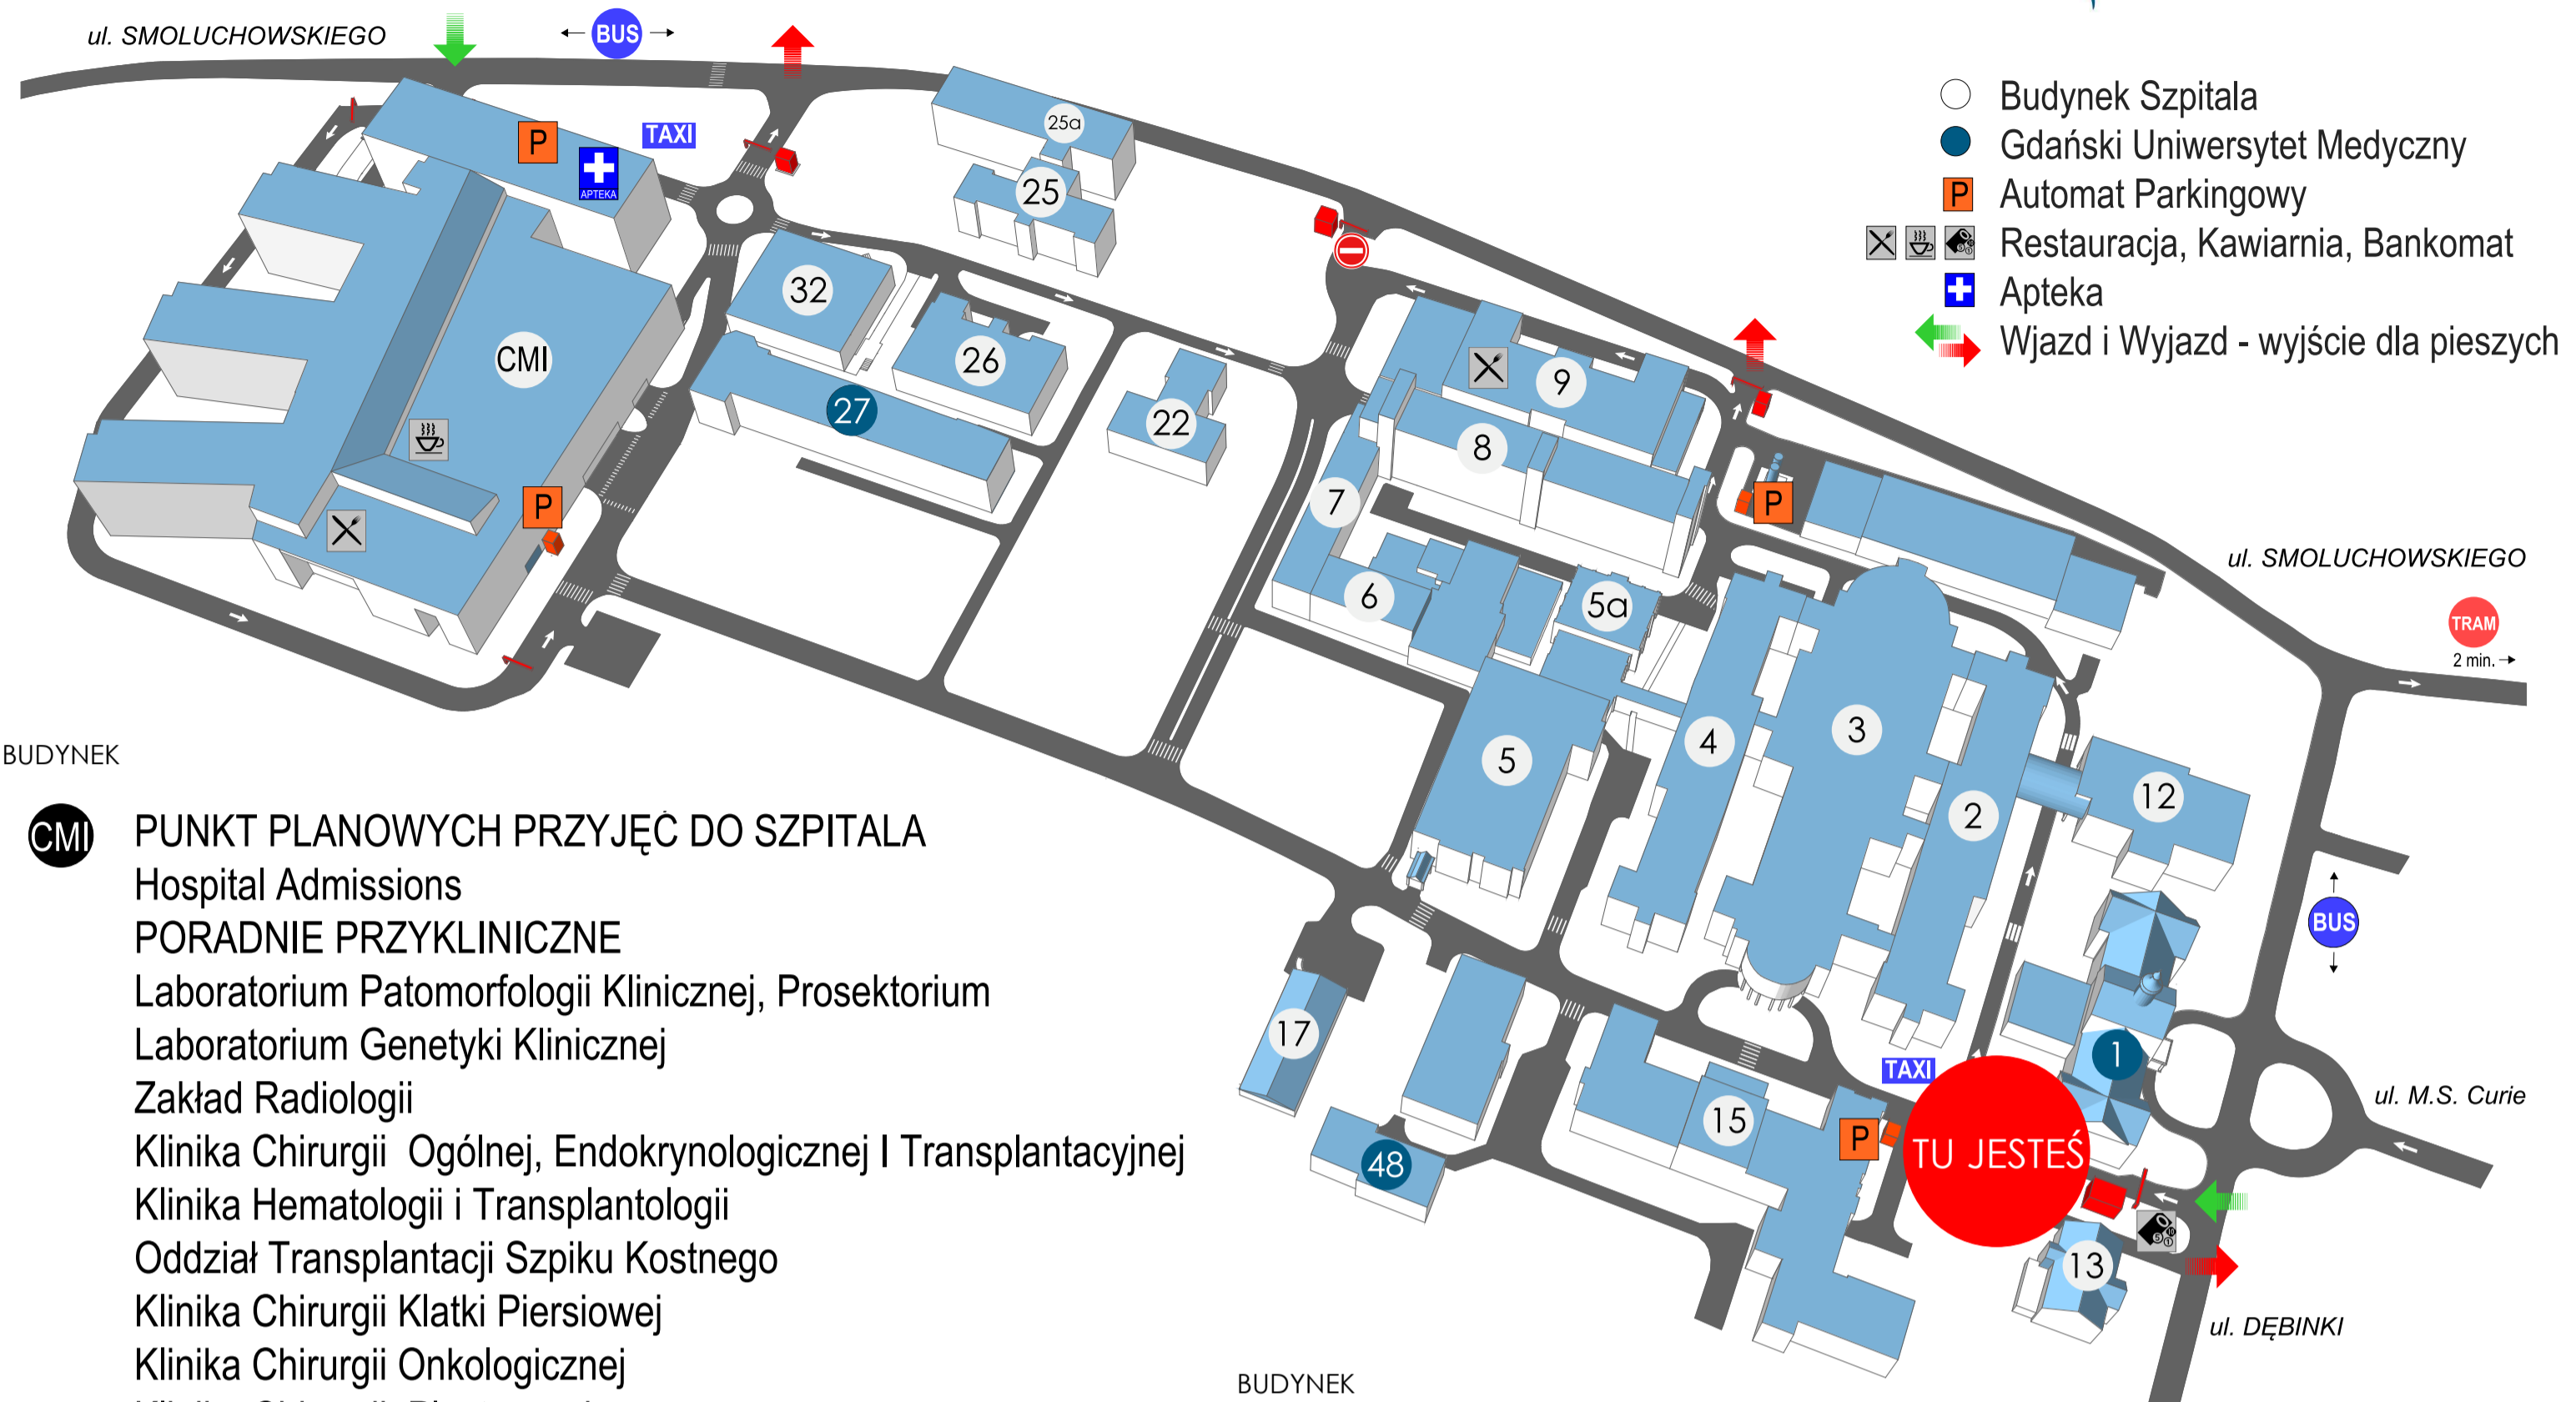 ul. SMOLUCHOWSKIEGO
BUS
TAXI
P
APTEKA
25a
25
32
26
27
CMI
22
P
9
8
7
6
5a
P
5
4
3
2
12
17
48
15
P
TAXI
TU JESTEŚ
1
13
ul. SMOLUCHOWSKIEGO
TRAM
2 min.
BUS
ul. M.S. Curie
ul. DĘBINKI
Budynek Szpitala
Gdański Uniwersytet Medyczny
P Automat Parkingowy
Restauracja, Kawiarnia, Bankomat
Apteka
Wjazd i Wyjazd - wyjście dla pieszych
BUDYNEK
CMI PUNKT PLANOWYCH PRZYJĘĆ DO SZPITALA
Hospital Admissions
PORADNIE PRZYKLINICZNE
Laboratorium Patomorfologii Klinicznej, Prosektorium
Laboratorium Genetyki Klinicznej
Zakład Radiologii
Klinika Chirurgii Ogólnej, Endokrynologicznej I Transplantacyjnej
Klinika Hematologii i Transplantologii
Oddział Transplantacji Szpiku Kostnego
Klinika Chirurgii Klatki Piersiowej
Klinika Chirurgii Onkologicznej
BUDYNEK